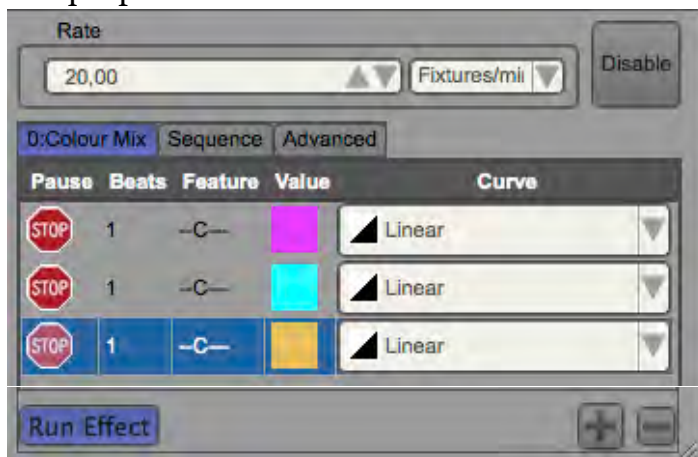 Rate
20,00 Fixtures/mi Disable
0:Colour Mix Sequence Advanced
Pause Beats Feature Value Curve
STOP 1 --C--- Linear
STOP 1 --C--- Linear
STOP 1 --C--- Linear
Run Effect